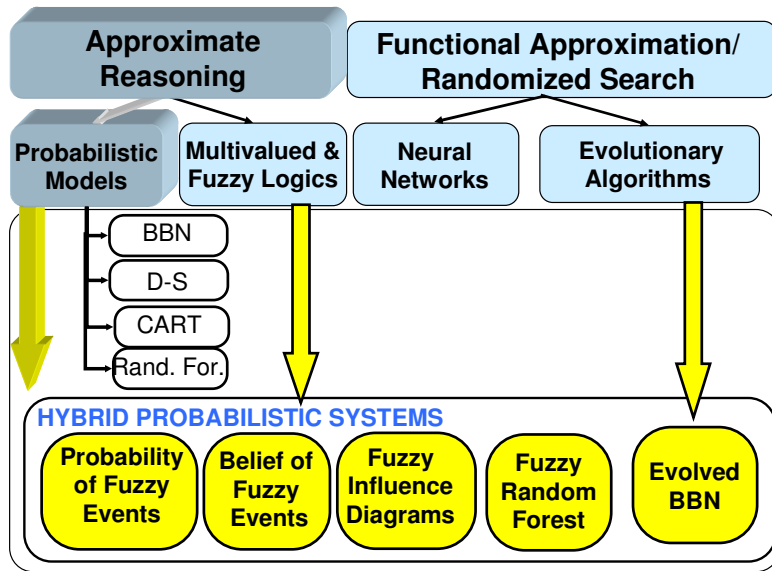 Approximate
Reasoning
Functional Approximation/
Randomized Search
Probabilistic
Models
Multivalued &
Fuzzy Logics
Neural
Networks
Evolutionary
Algorithms
BBN
D-S
CART
Rand. For.
HYBRID PROBABILISTIC SYSTEMS
Probability
of Fuzzy
Events
Belief of
Fuzzy
Events
Fuzzy
Influence
Diagrams
Fuzzy
Random
Forest
Evolved
BBN